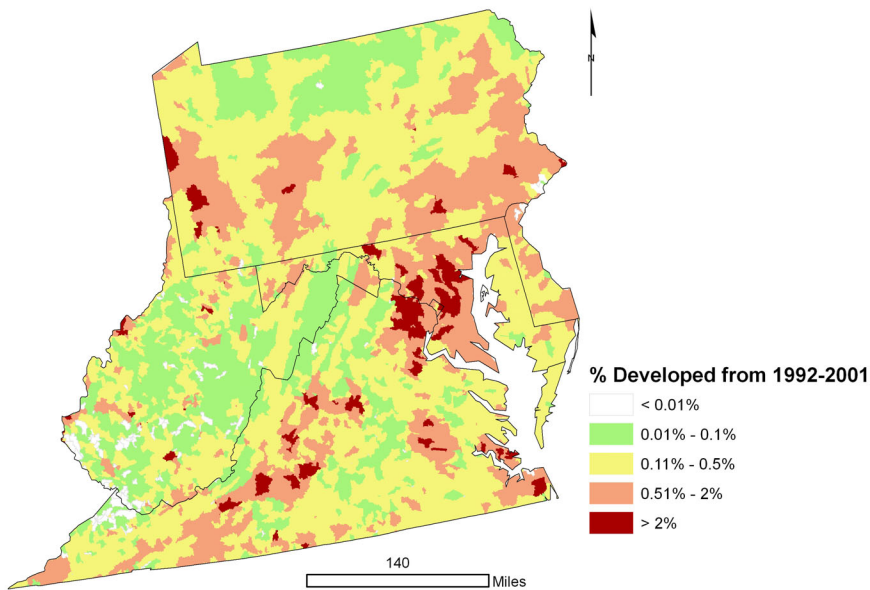 N
% Developed from 1992-2001
< 0.01%
0.01% - 0.1%
0.11% - 0.5%
0.51% - 2%
> 2%
140
Miles